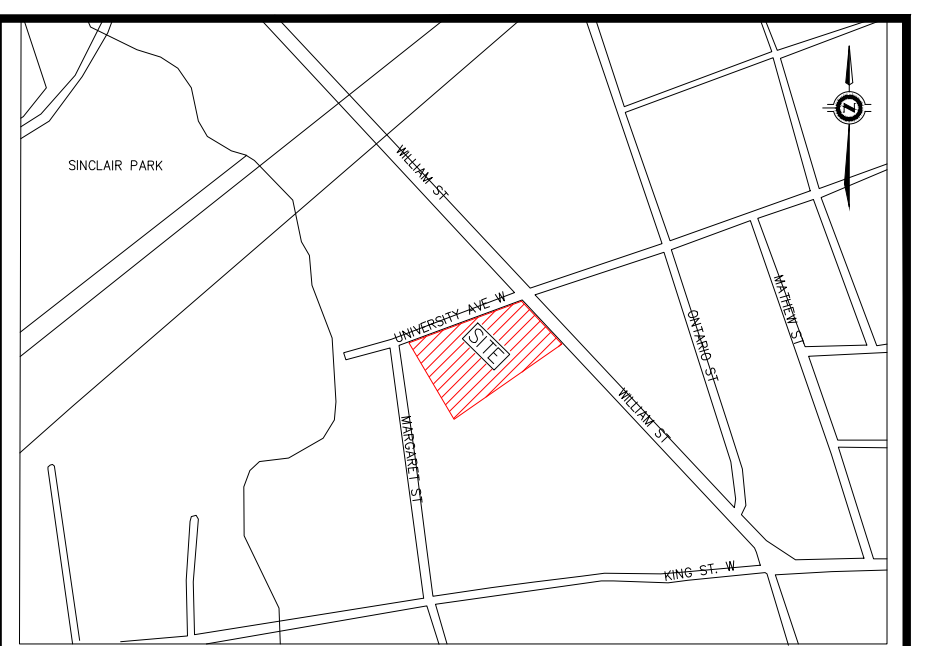 SINCLAIR PARK
WILLIAM ST
UNIVERSITY AVE W
SITE
MATHEW ST
ONTARIO ST
WILLIAM ST
MARGARET ST
KING ST. W
N